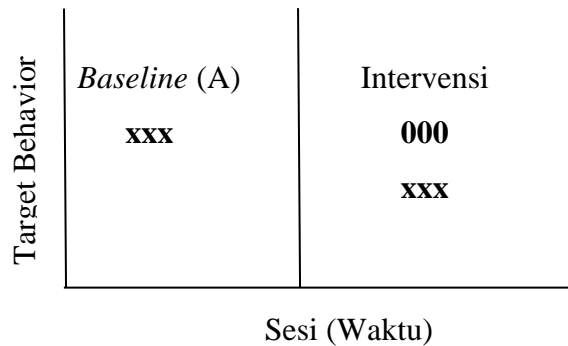 Target Behavior
Baseline (A)
Intervensi
xxx
000
xxx
Sesi (Waktu)